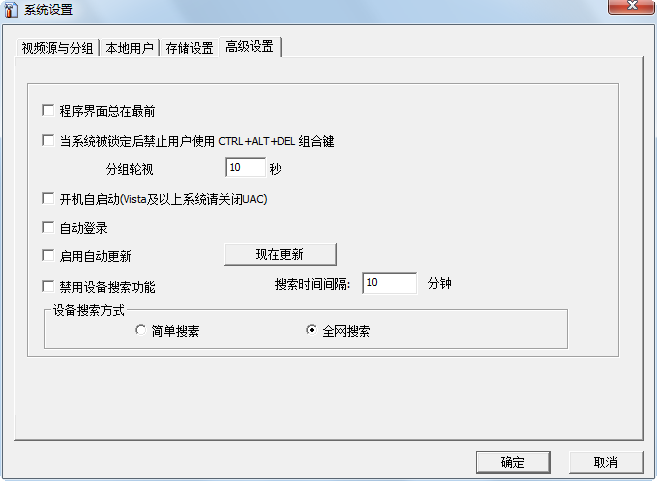 系统设置
视频源与分组 本地用户 存储设置 高级设置
程序界面总在最前
当系统被锁定后禁止用户使用 CTRL+ALT+DEL 组合键
分组轮视 10 秒
开机自启动(Vista及以上系统请关闭UAC)
自动登录
启用自动更新 现在更新
禁用设备搜索功能 搜索时间间隔: 10 分钟
设备搜索方式
简单搜素 全网搜索
确定 取消